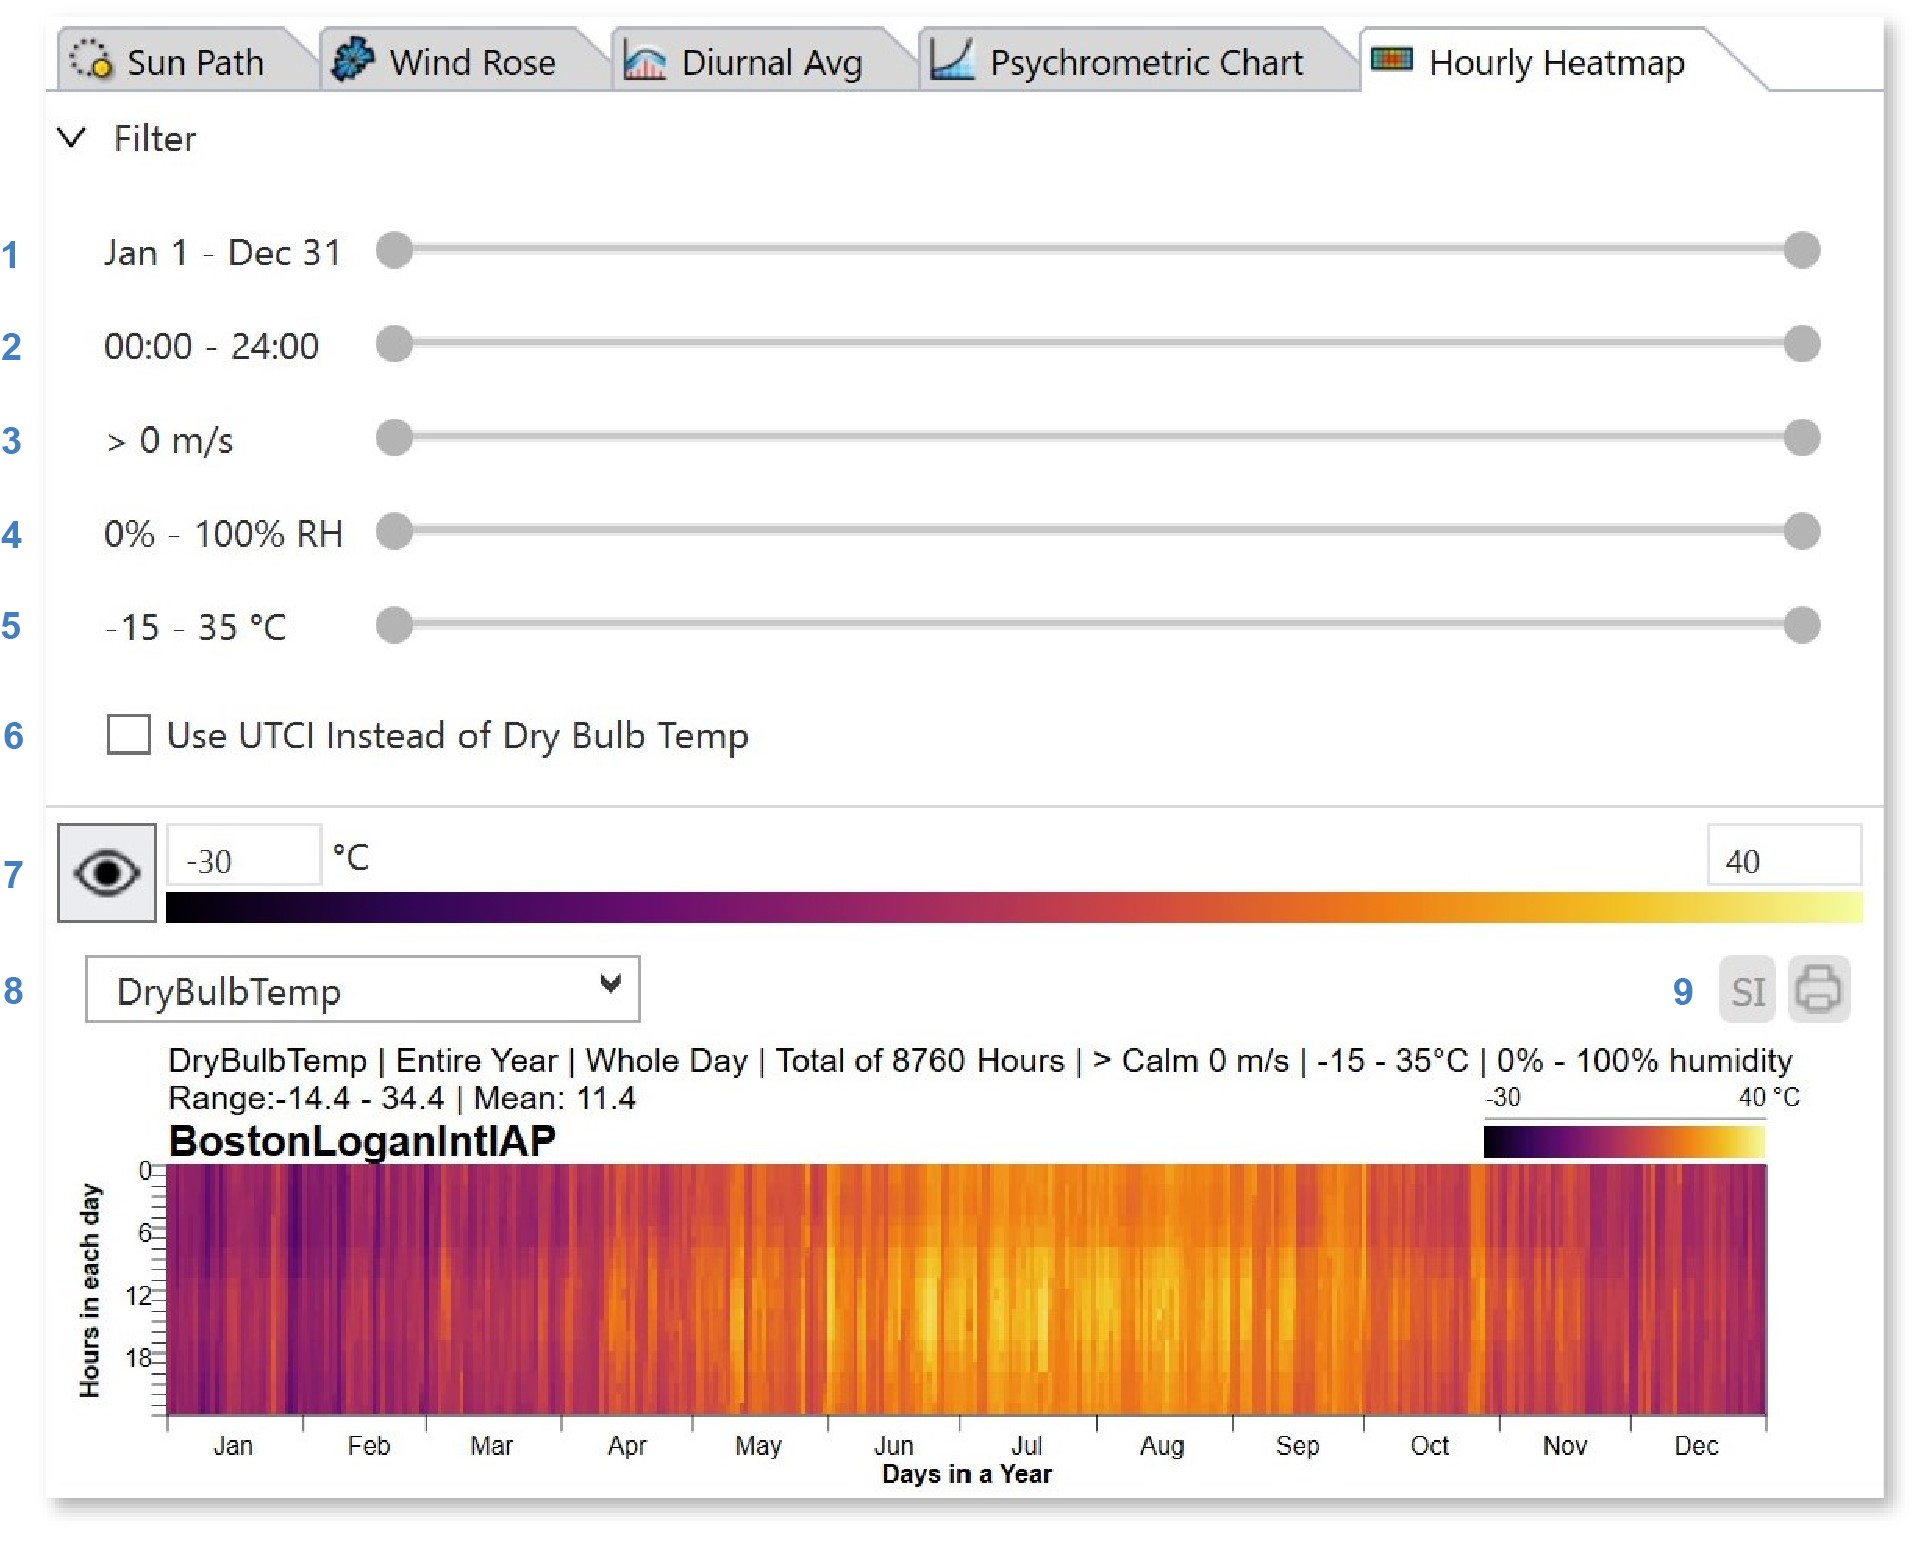 Sun Path Wind Rose Diurnal Avg Psychrometric Chart Hourly Heatmap
Filter
1 Jan 1 - Dec 31
2 00:00 - 24:00
3 > 0 m/s
4 0% - 100% RH
5 -15 - 35 °C
6 Use UTCI Instead of Dry Bulb Temp
7 -30 °C 40
8 DryBulbTemp 9 SI
DryBulbTemp | Entire Year | Whole Day | Total of 8760 Hours | > Calm 0 m/s | -15 - 35°C | 0% - 100% humidity
Range:-14.4 - 34.4 | Mean: 11.4
-30 40 °C
BostonLoganIntlAP
Hours in each day
0
6
12
18
Jan Feb Mar Apr May Jun Jul Aug Sep Oct Nov Dec
Days in a Year